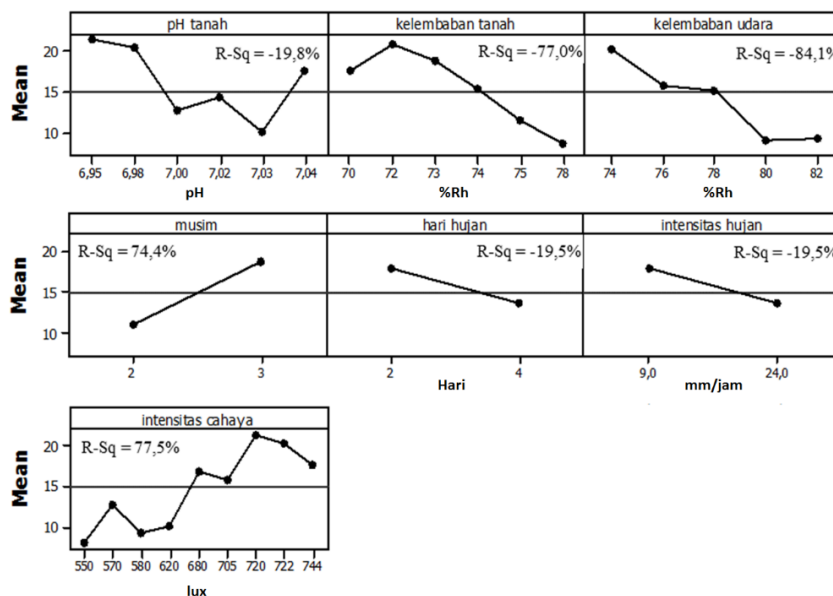 pH tanah
kelembaban tanah
kelembaban udara
R-Sq = -19,8%
R-Sq = -77,0%
R-Sq = -84,1%
Mean
20
15
10
6,95 6,98 7,00 7,02 7,03 7,04
70 72 73 74 75 78
74 76 78 80 82
pH
%Rh
%Rh
musim
hari hujan
intensitas hujan
R-Sq = 74,4%
R-Sq = -19,5%
R-Sq = -19,5%
Mean
20
15
10
2 3
2 4
9,0 24,0
Hari
mm/jam
intensitas cahaya
R-Sq = 77,5%
Mean
20
15
10
550 570 580 620 680 705 720 722 744
lux